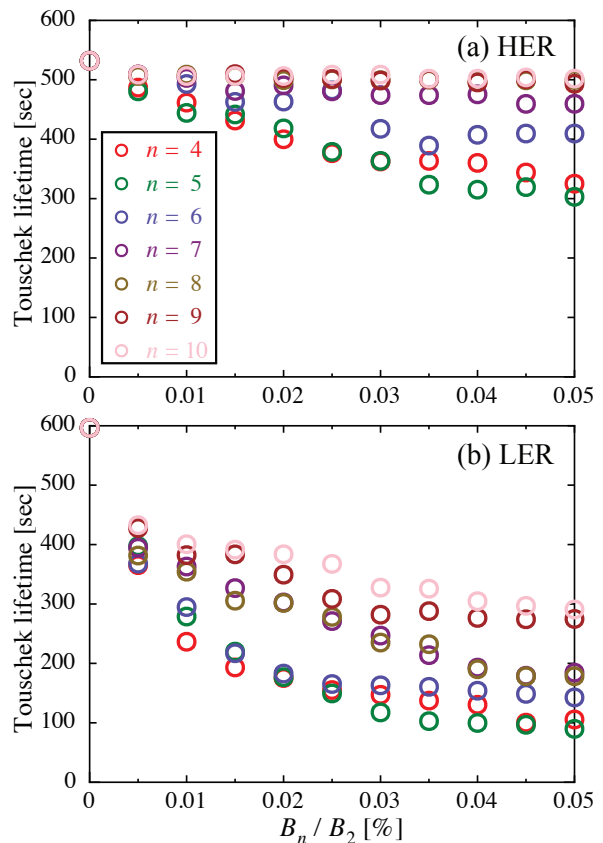 (a) HER
Touschek lifetime [sec]
600
500
400
300
200
100
0
n = 4
n = 5
n = 6
n = 7
n = 8
n = 9
n = 10
0 0.01 0.02 0.03 0.04 0.05
(b) LER
Touschek lifetime [sec]
600
500
400
300
200
100
0
0 0.01 0.02 0.03 0.04 0.05
Bn / B2 [%]